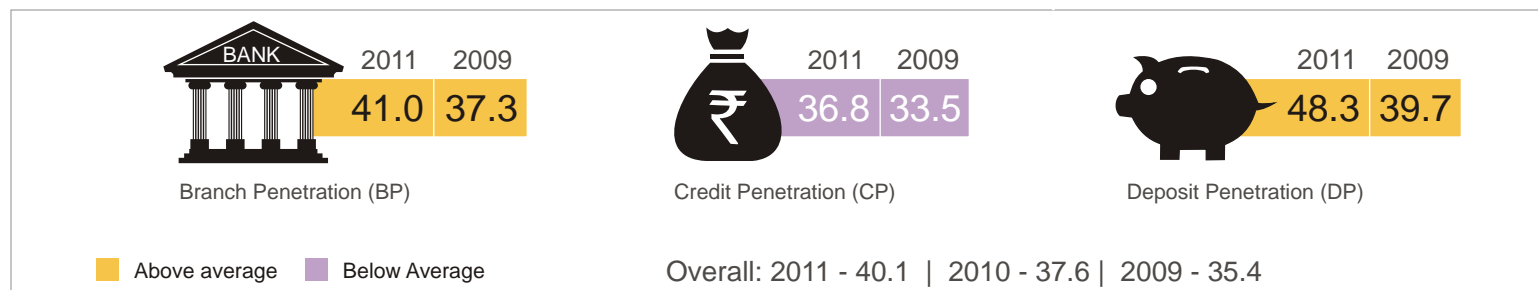 BANK 2011 2009
41.0 37.3
Branch Penetration (BP)
₹ 2011 2009
36.8 33.5
Credit Penetration (CP)
2011 2009
48.3 39.7
Deposit Penetration (DP)
Above average Below Average
Overall: 2011 - 40.1 | 2010 - 37.6 | 2009 - 35.4